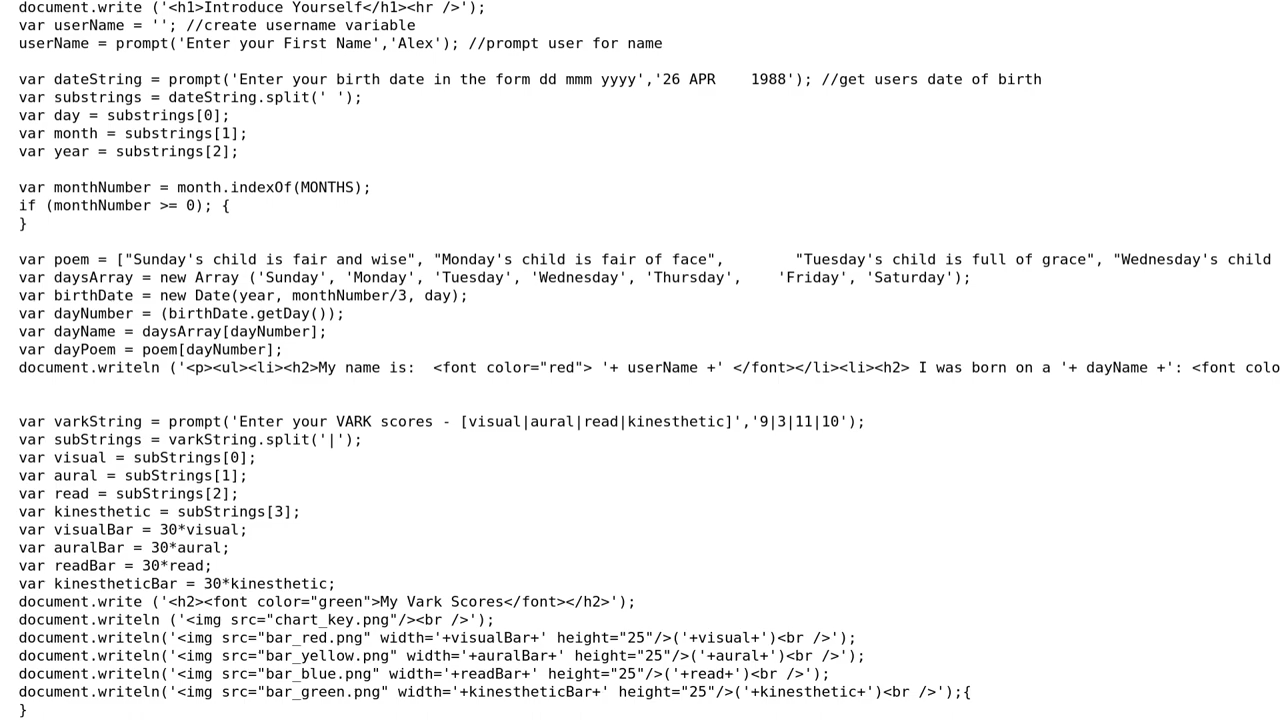 document.write ('<h1>Introduce Yourself</h1><hr />');
var userName = ''; //create username variable
userName = prompt('Enter your First Name','Alex'); //prompt user for name
var dateString = prompt('Enter your birth date in the form dd mmm yyyy','26 APR    1988'); //get users date of birth
var substrings = dateString.split(' ');
var day = substrings[0];
var month = substrings[1];
var year = substrings[2];
var monthNumber = month.indexOf(MONTHS);
if (monthNumber >= 0); {
}
var poem = ["Sunday's child is fair and wise", "Monday's child is fair of face",        "Tuesday's child is full of grace", "Wednesday's child
var daysArray = new Array ('Sunday', 'Monday', 'Tuesday', 'Wednesday', 'Thursday',    'Friday', 'Saturday');
var birthDate = new Date(year, monthNumber/3, day);
var dayNumber = (birthDate.getDay());
var dayName = daysArray[dayNumber];
var dayPoem = poem[dayNumber];
document.writeln ('<p><ul><li><h2>My name is:  <font color="red"> '+ userName +' </font></li><li><h2> I was born on a '+ dayName +': <font colo
var varkString = prompt('Enter your VARK scores - [visual|aural|read|kinesthetic]','9|3|11|10');
var subStrings = varkString.split('|');
var visual = subStrings[0];
var aural = subStrings[1];
var read = subStrings[2];
var kinesthetic = subStrings[3];
var visualBar = 30*visual;
var auralBar = 30*aural;
var readBar = 30*read;
var kinestheticBar = 30*kinesthetic;
document.write ('<h2><font color="green">My Vark Scores</font></h2>');
document.writeln ('<img src="chart_key.png"/><br />');
document.writeln('<img src="bar_red.png" width='+visualBar+' height="25"/>('+visual+')<br />');
document.writeln('<img src="bar_yellow.png" width='+auralBar+' height="25"/>('+aural+')<br />');
document.writeln('<img src="bar_blue.png" width='+readBar+' height="25"/>('+read+')<br />');
document.writeln('<img src="bar_green.png" width='+kinestheticBar+' height="25"/>('+kinesthetic+')<br />');{
}